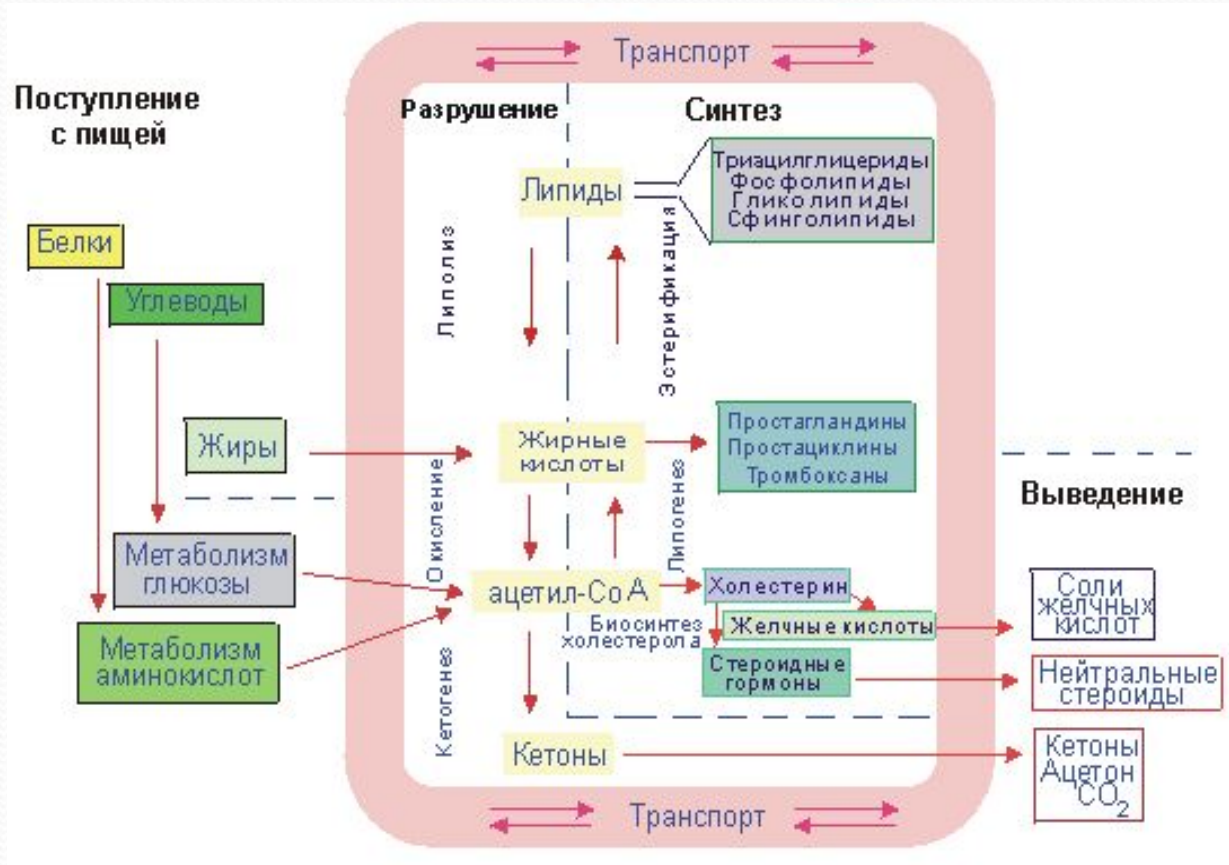 Транспорт
Поступление
с пищей
Разрушение
Синтез
Липиды
Триацилглицериды
Фосфолипиды
Гликолипиды
Сфинголипиды
Белки
Углеводы
Липолиз
Эстерификация
Жиры
Жирные
кислоты
Простагландины
Простациклины
Тромбоксаны
Окисление
Липогенез
Выведение
Метаболизм
глюкозы
ацетил-СоА
Холестерин
Биосинтез
холестерола
Желчные кислоты
Соли
желчных
кислот
Метаболизм
аминокислот
Стероидные
гормоны
Нейтральные
стероиды
Кетогенез
Кетоны
Кетоны
Ацетон
CO2
Транспорт